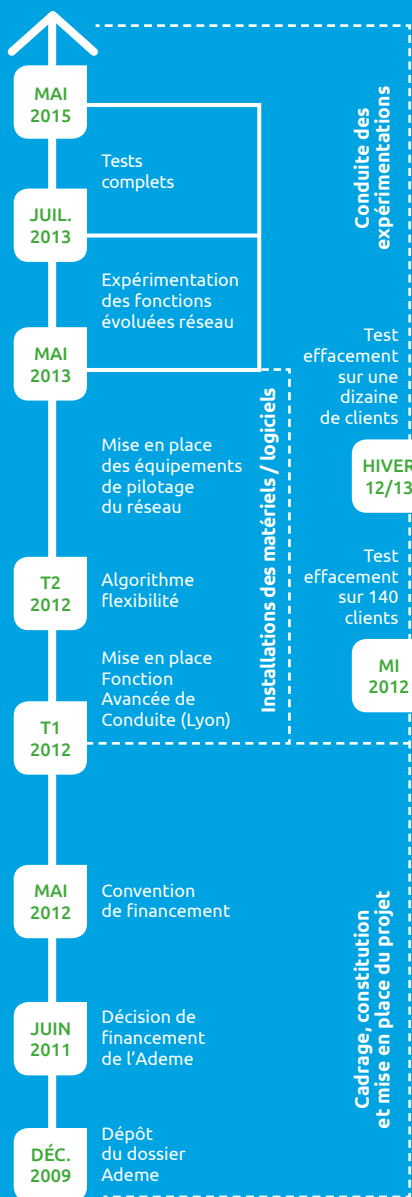 MAI
2015
Tests
complets
JUIL.
2013
Expérimentation
des fonctions
évoluées réseau
MAI
2013
Mise en place
des équipements
de pilotage
du réseau
T2
2012
Algorithme
flexibilité
Mise en place
Fonction
Avancée de
Conduite (Lyon)
T1
2012
MAI
2012
Convention
de financement
JUIN
2011
Décision de
financement
de l’Ademe
DÉC.
2009
Dépôt
du dossier
Ademe
Installations des matériels / logiciels
Conduite des
expérimentations
Test
effacement
sur une
dizaine
de clients
HIVER
12/13
Test
effacement
sur 140
clients
MI
2012
Cadrage, constitution
et mise en place du projet